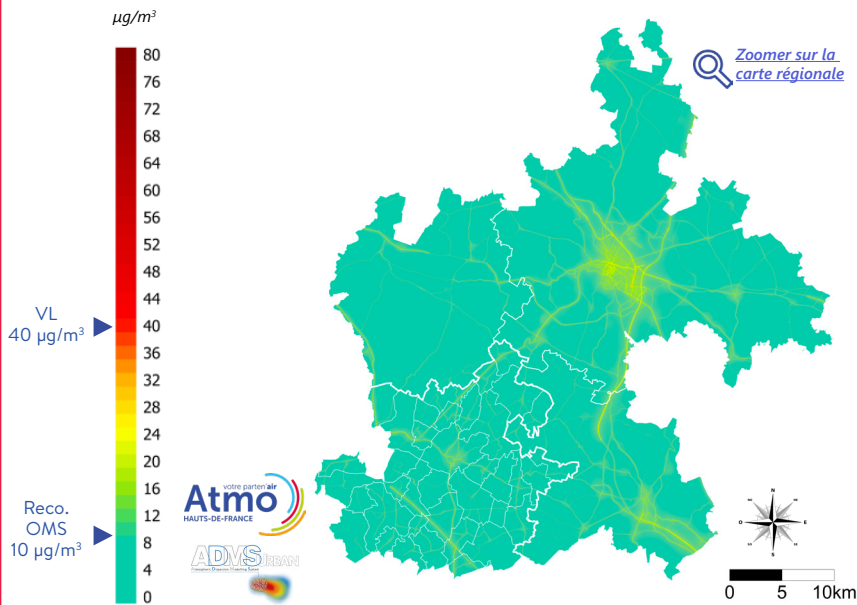 µg/m³
80
76
72
68
64
60
56
52
48
44
40
36
32
28
24
20
16
12
8
4
0
VL
40 µg/m³
Reco.
OMS
10 µg/m³
Zoomer sur la
carte régionale
votre parten'air
Atmo
HAUTS-DE-FRANCE
ADMS URBAN
N
O
E
S
0 5 10km